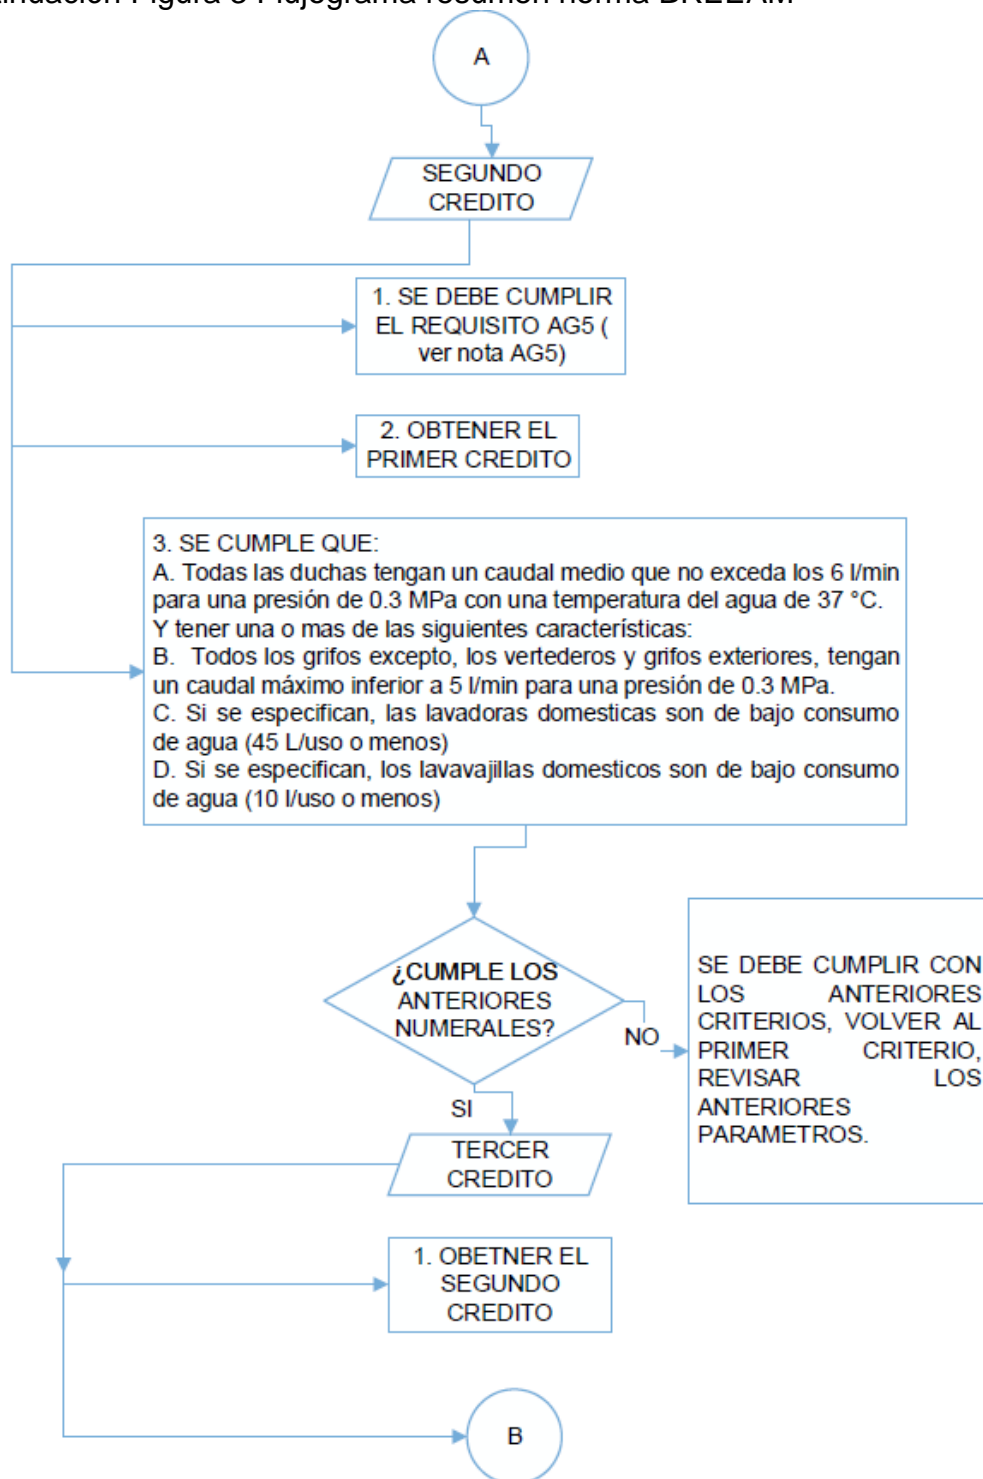 Figura 3 Flujograma resumen norma BREEAM
A
SEGUNDO
CREDITO
1. SE DEBE CUMPLIR
EL REQUISITO AG5 (
ver nota AG5)
2. OBTENER EL
PRIMER CREDITO
3. SE CUMPLE QUE:
A. Todas las duchas tengan un caudal medio que no exceda los 6 l/min
para una presión de 0.3 MPa con una temperatura del agua de 37 °C.
Y tener una o mas de las siguientes características:
B. Todos los grifos excepto, los vertederos y grifos exteriores, tengan
un caudal máximo inferior a 5 l/min para una presión de 0.3 MPa.
C. Si se especifican, las lavadoras domesticas son de bajo consumo
de agua (45 L/uso o menos)
D. Si se especifican, los lavavajillas domesticos son de bajo consumo
de agua (10 l/uso o menos)
¿CUMPLE LOS
ANTERIORES
NUMERALES?
NO
SE DEBE CUMPLIR CON
LOS ANTERIORES
CRITERIOS, VOLVER AL
PRIMER CRITERIO,
REVISAR LOS
ANTERIORES
PARAMETROS.
SI
TERCER
CREDITO
1. OBETNER EL
SEGUNDO
CREDITO
B